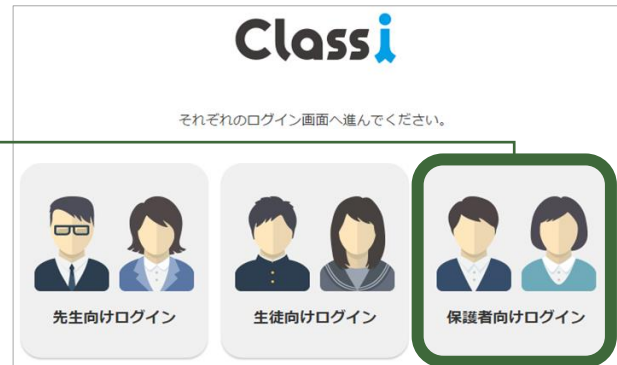 Classi
それぞれのログイン画面へ進んでください。
先生向けログイン
生徒向けログイン
保護者向けログイン